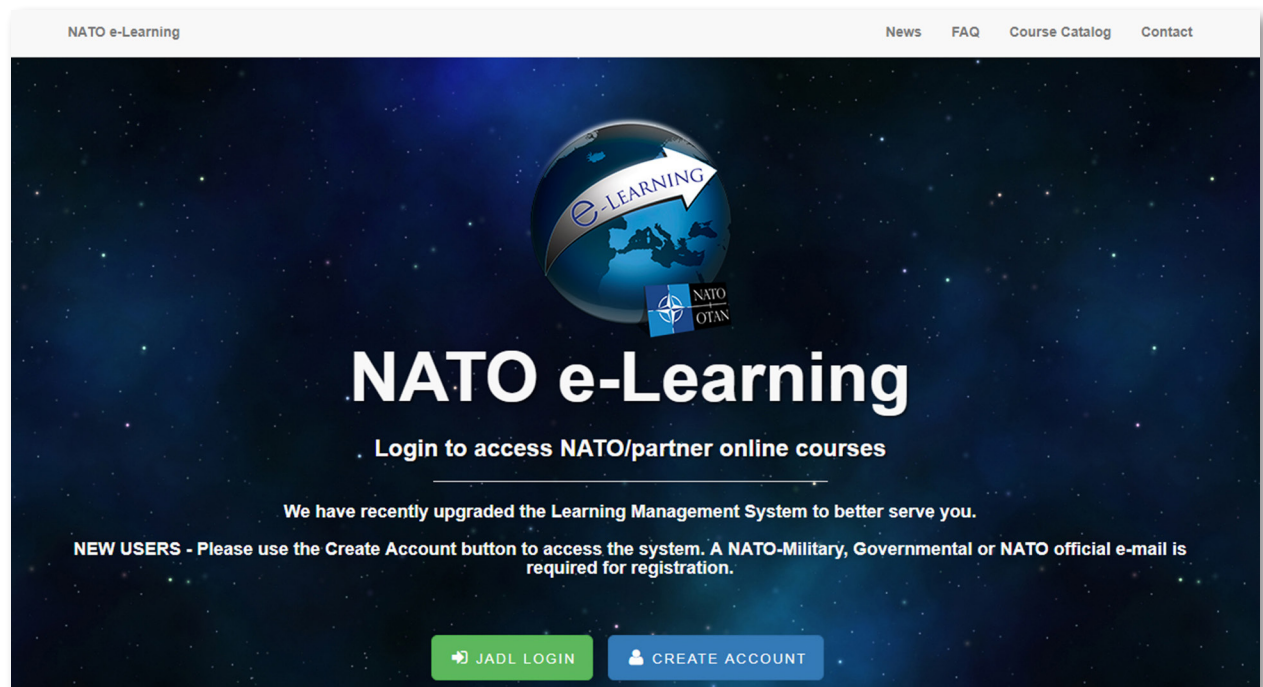 NATO e-Learning
News FAQ Course Catalog Contact
e-LEARNING
NATO
OTAN
NATO e-Learning
Login to access NATO/partner online courses
We have recently upgraded the Learning Management System to better serve you.
NEW USERS - Please use the Create Account button to access the system. A NATO-Military, Governmental or NATO official e-mail is
required for registration.
JADL LOGIN
CREATE ACCOUNT